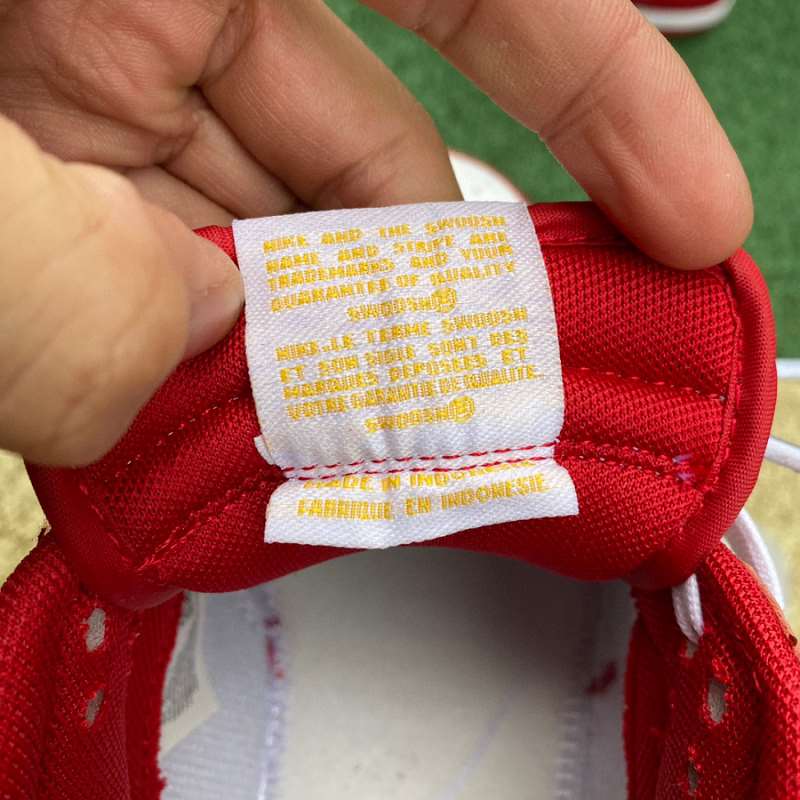 NIKE AND THE SWOOSH
NAME AND STRIPE ARE
TRADEMARKS AND YOUR
GUARANTEE OF QUALITY
SWOOSH®
NIKE.LE TERME SWOOSH
ET SON SIGLE SONT DES
MARQUES DEPOSEES ET
VOTRE GARANTIE DE QUALITE.
SWOOSH®
MADE IN INDONESIA
FABRIQUE EN INDONESIE